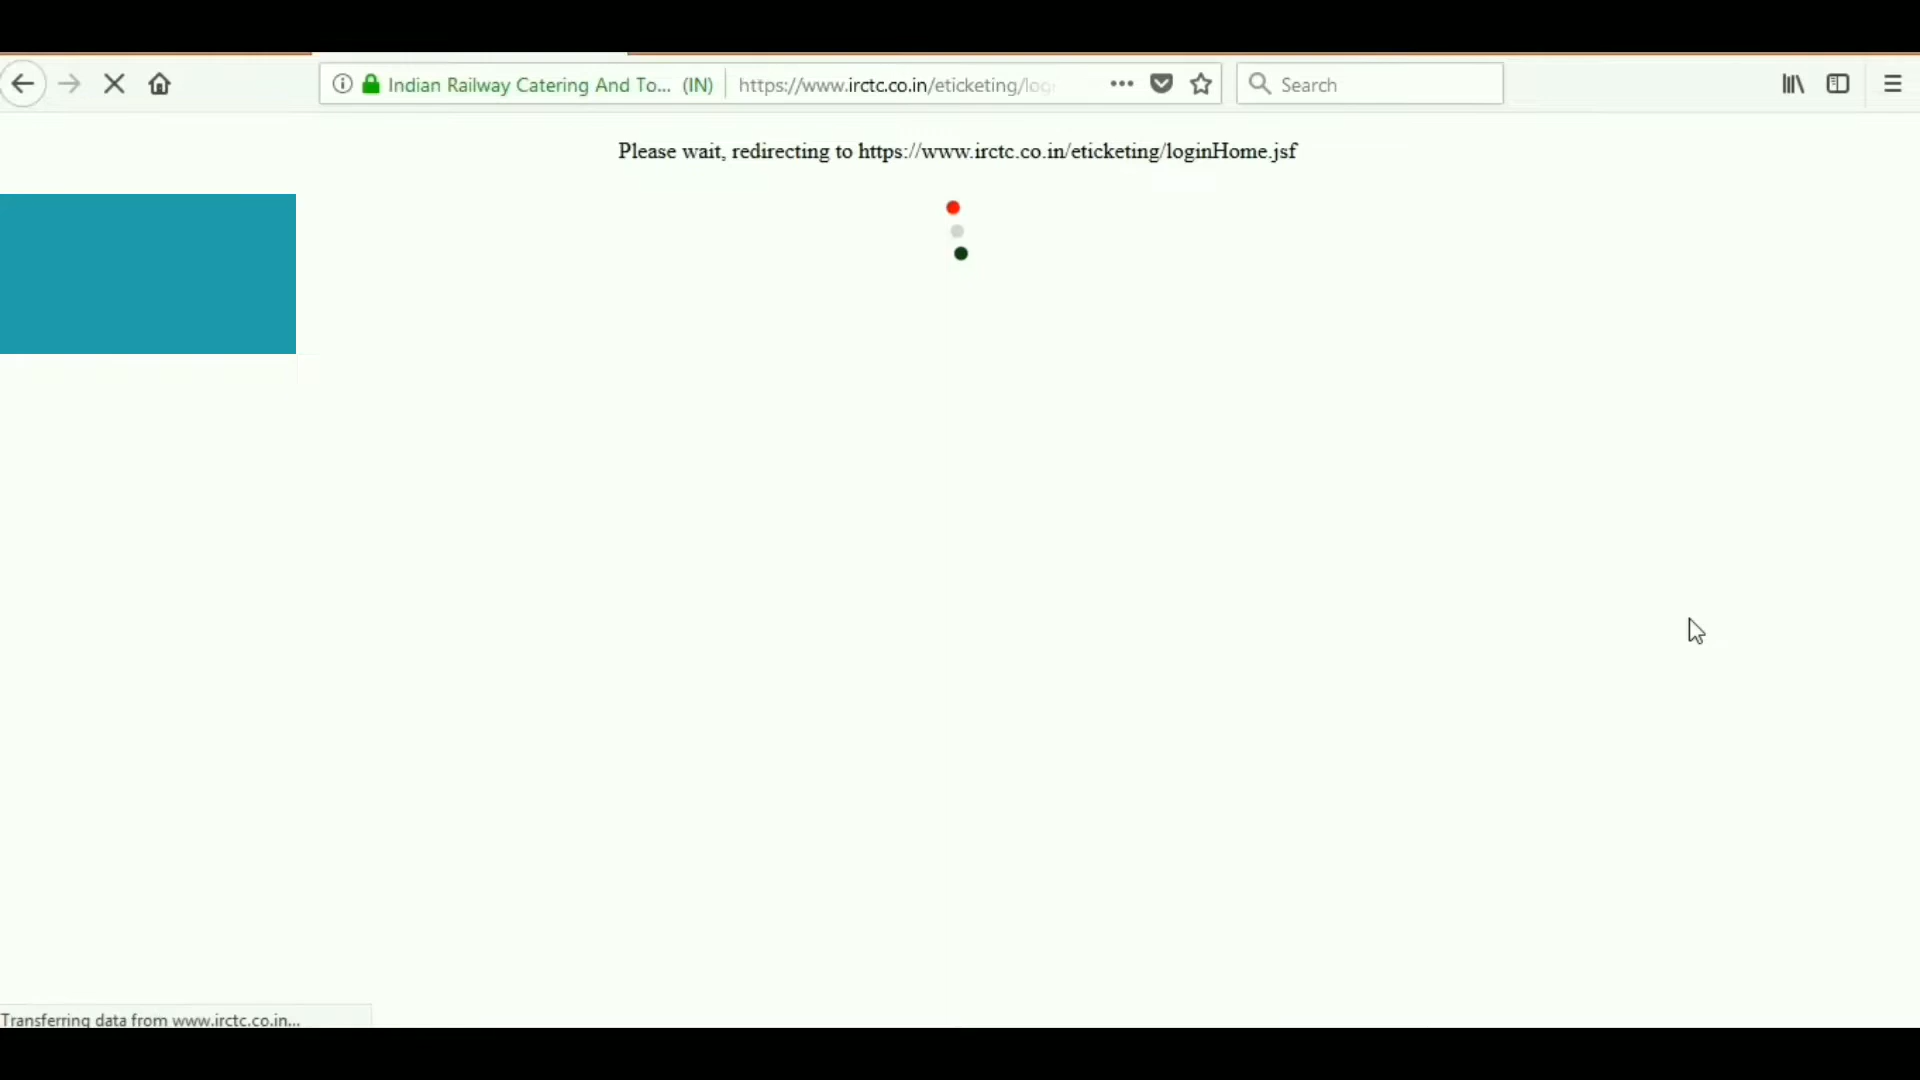 Indian Railway Catering And To... (IN) https://www.irctc.co.in/eticketing/log
Search
Please wait, redirecting to https://www.irctc.co.in/eticketing/loginHome.jsf
Transferring data from www.irctc.co.in...